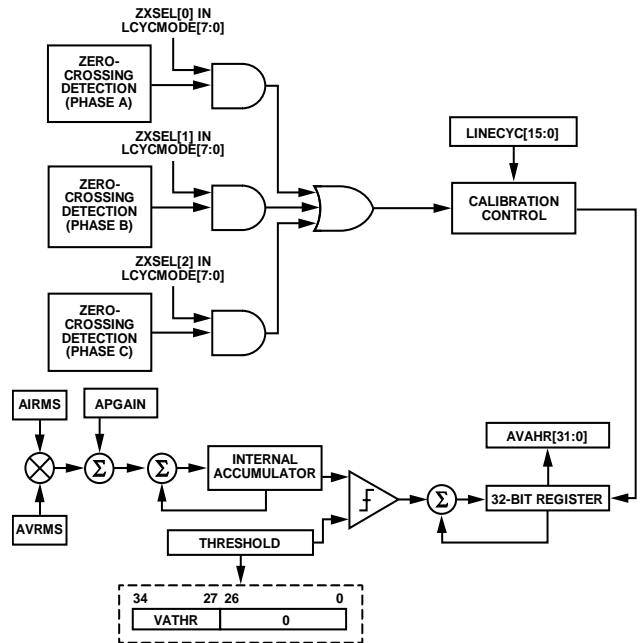 ZXSEL[0] IN
LCYCMODE[7:0]
ZERO-
CROSSING
DETECTION
(PHASE A)
ZXSEL[1] IN
LCYCMODE[7:0]
ZERO-
CROSSING
DETECTION
(PHASE B)
LINECYC[15:0]
CALIBRATION
CONTROL
ZXSEL[2] IN
LCYCMODE[7:0]
ZERO-
CROSSING
DETECTION
(PHASE C)
AIRMS
APGAIN
AVAHR[31:0]
Σ
Σ
INTERNAL
ACCUMULATOR
Σ
32-BIT REGISTER
AVRMS
THRESHOLD
34 27 26 0
VATHR 0